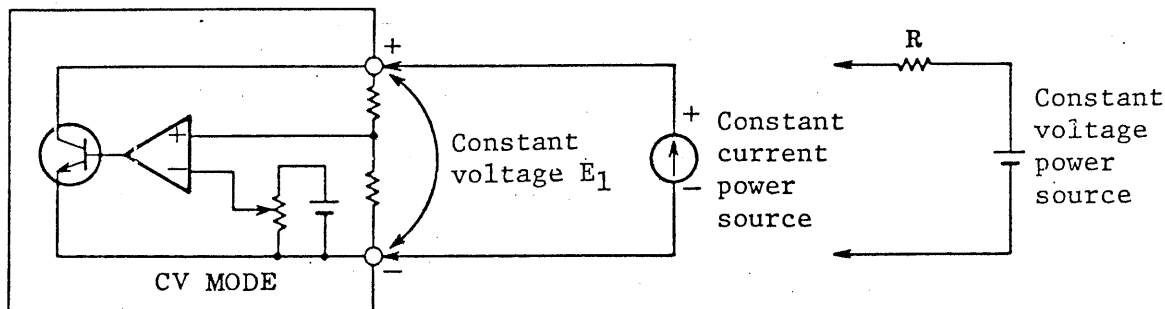 +
+
−
−
CV MODE
Constant
voltage E1
+
−
Constant
current
power
source
R
Constant
voltage
power
source